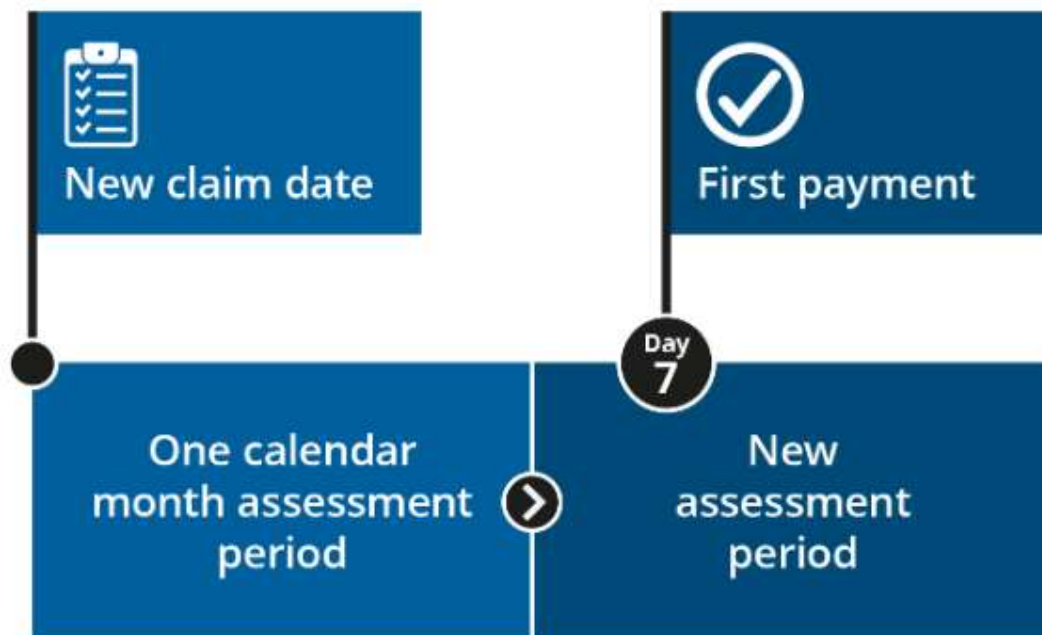 New claim date
First payment
Day
7
One calendar
month assessment
period
New
assessment
period